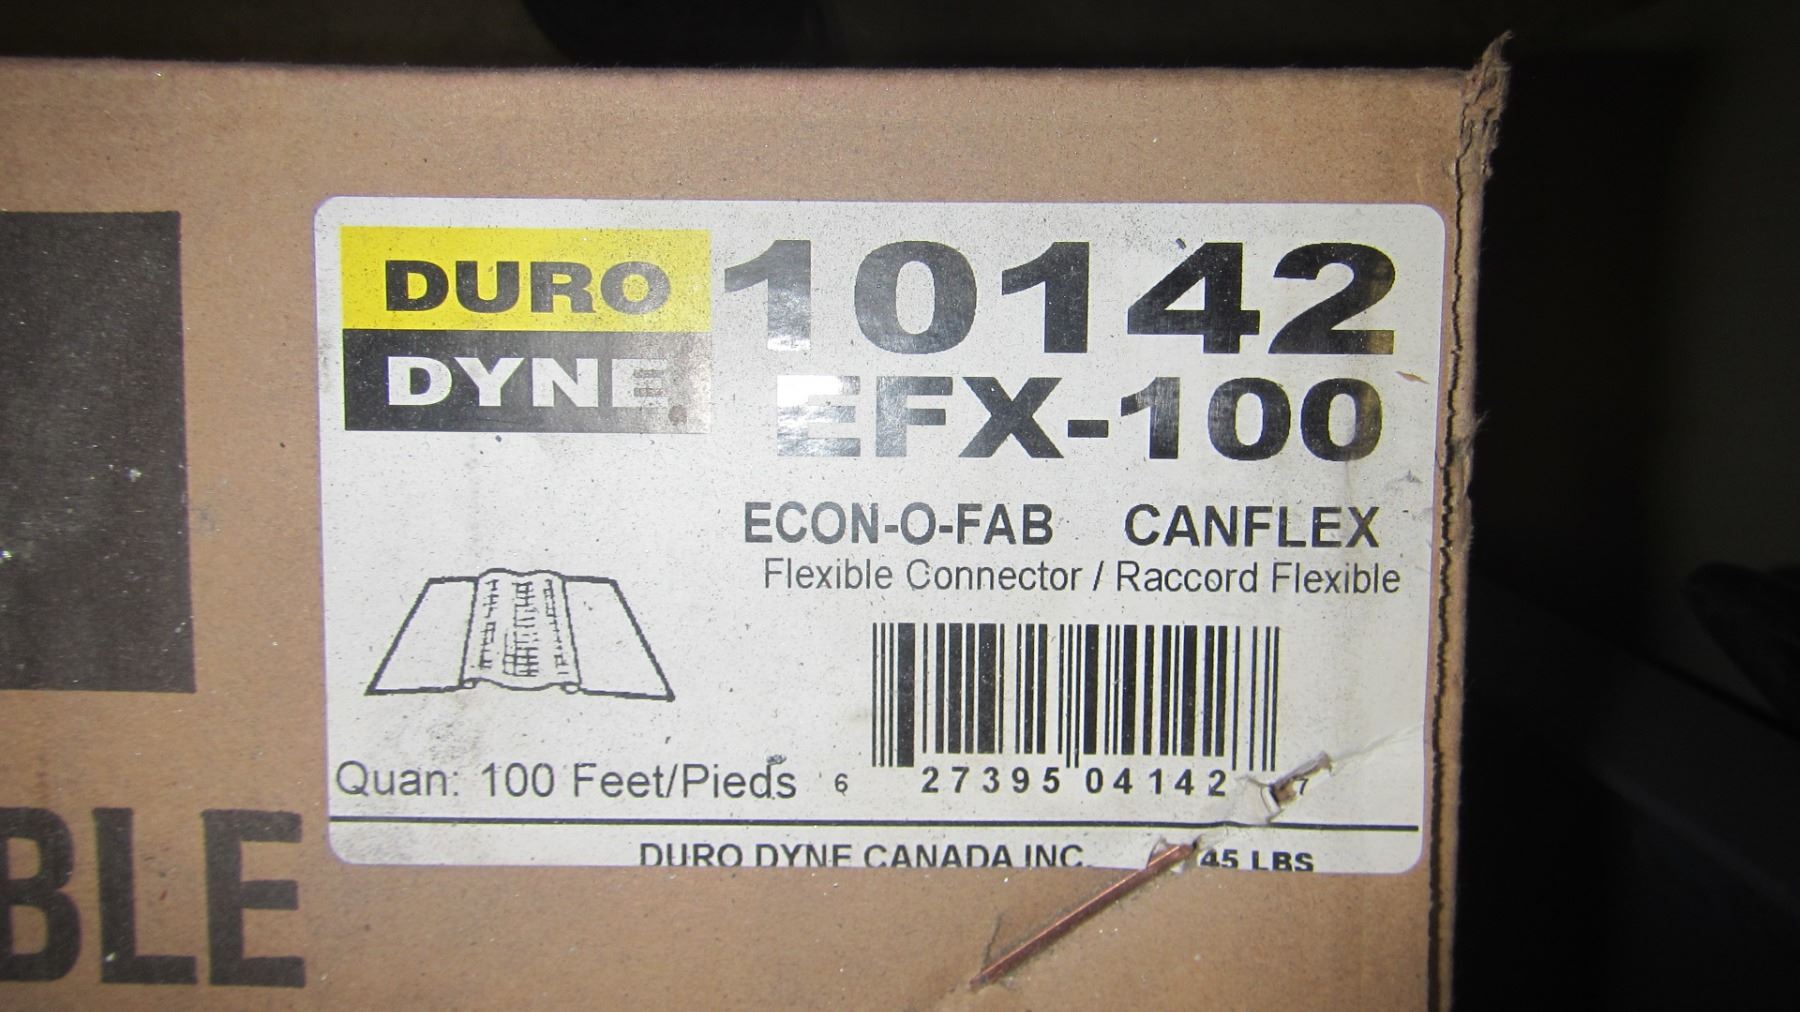 DURO
DYNE
10142
EFX-100
ECON-O-FAB CANFLEX
Flexible Connector / Raccord Flexible
Quan: 100 Feet/Pieds
6 27395 04142 7
DURO DYNE CANADA INC. 45 LBS
BLE